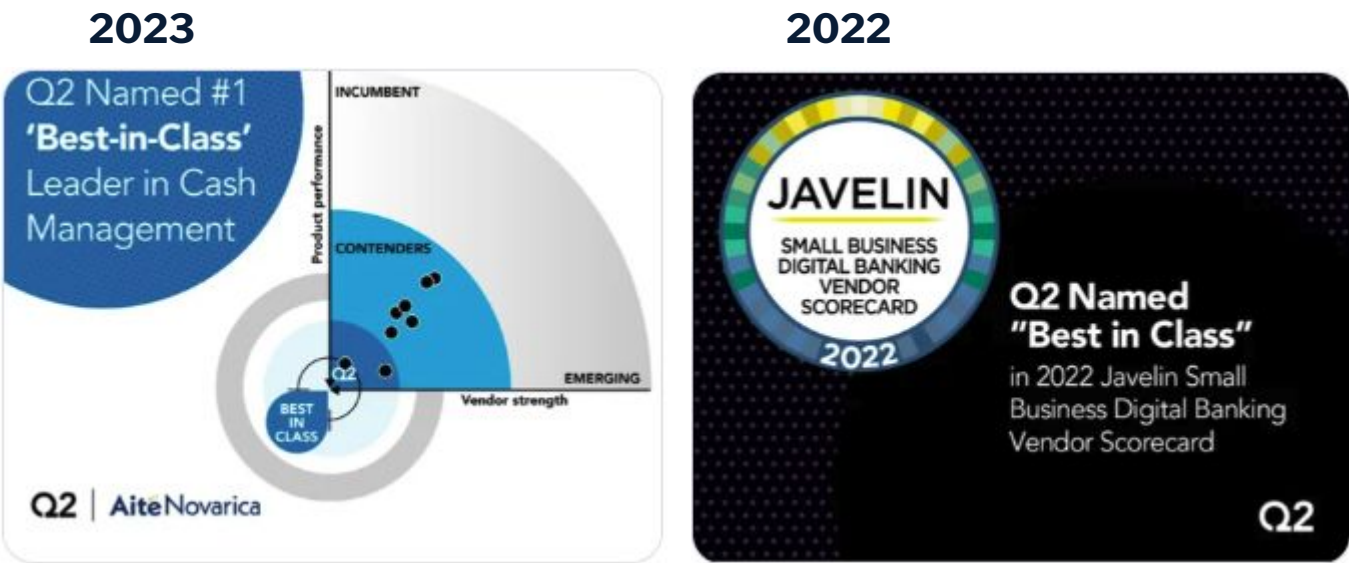 2023
Q2 Named #1
‘Best-in-Class’
Leader in Cash
Management
INCUMBENT
Product performance
CONTENDERS
Q2
EMERGING
Vendor strength
BEST
IN
CLASS
Q2 | AiteNovarica
2022
JAVELIN
SMALL BUSINESS
DIGITAL BANKING
VENDOR
SCORECARD
2022
Q2 Named
"Best in Class"
in 2022 Javelin Small
Business Digital Banking
Vendor Scorecard
Q2